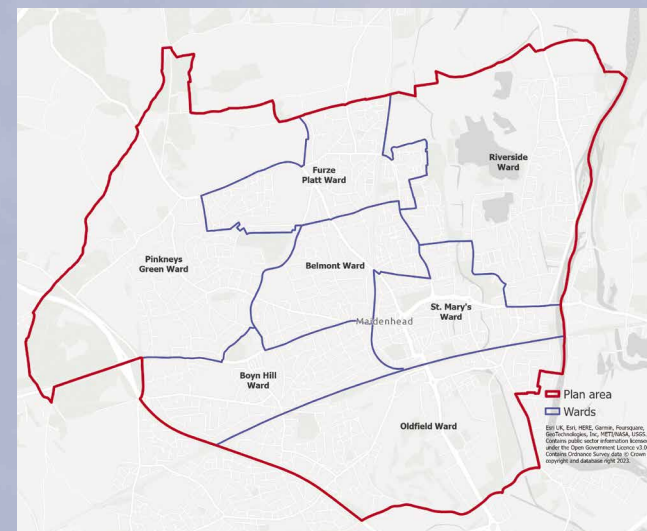 Riverside
Ward
Furze
Platt Ward
Pinkneys
Green Ward
Belmont Ward
St. Mary's
Ward
Maidenhead
Boyn Hill
Ward
Oldfield Ward
Plan area
Wards
Esri UK, Esri, HERE, Garmin, Foursquare,
GeoTechnologies, Inc, METI/NASA, USGS.
Contains public sector information licensed
under the Open Government Licence v3.0
Contains Ordnance Survey data © Crown
copyright and database right 2023.